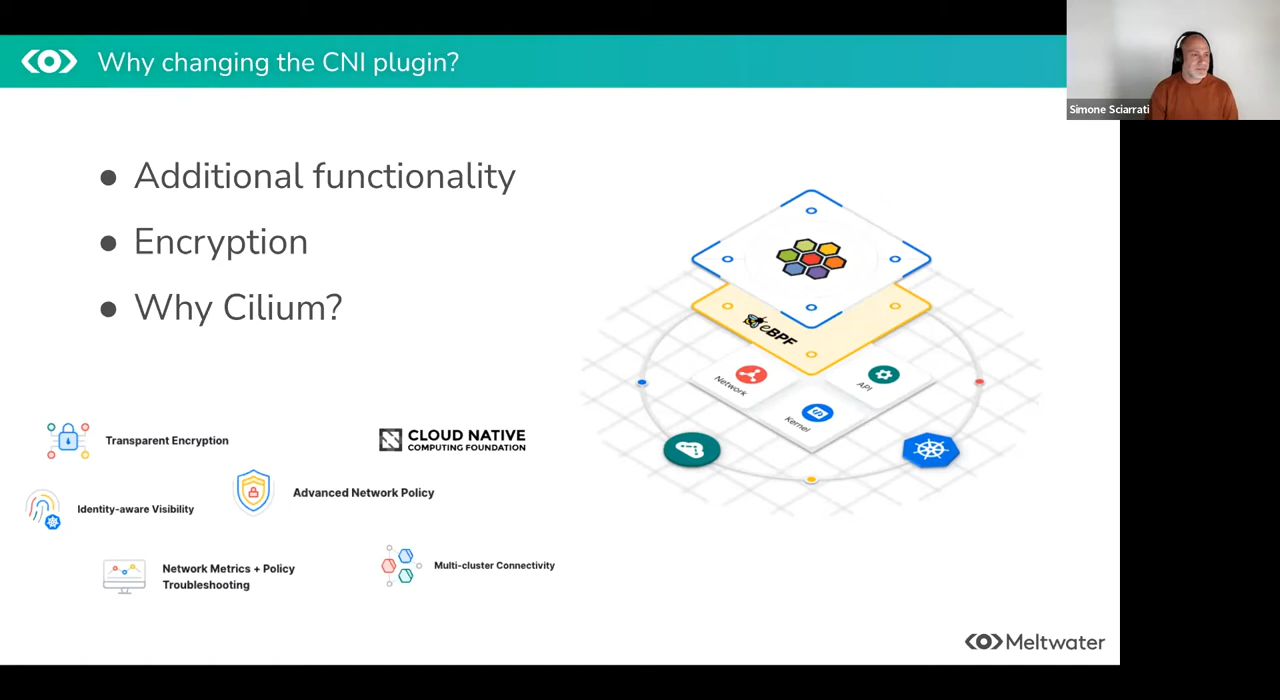 Why changing the CNI plugin?
Simone Sciarrati
● Additional functionality
● Encryption
● Why Cilium?
eBPF
Network
API
Kernel
Transparent Encryption
CLOUD NATIVE
COMPUTING FOUNDATION
Advanced Network Policy
Identity-aware Visibility
Network Metrics + Policy
Troubleshooting
Multi-cluster Connectivity
Meltwater